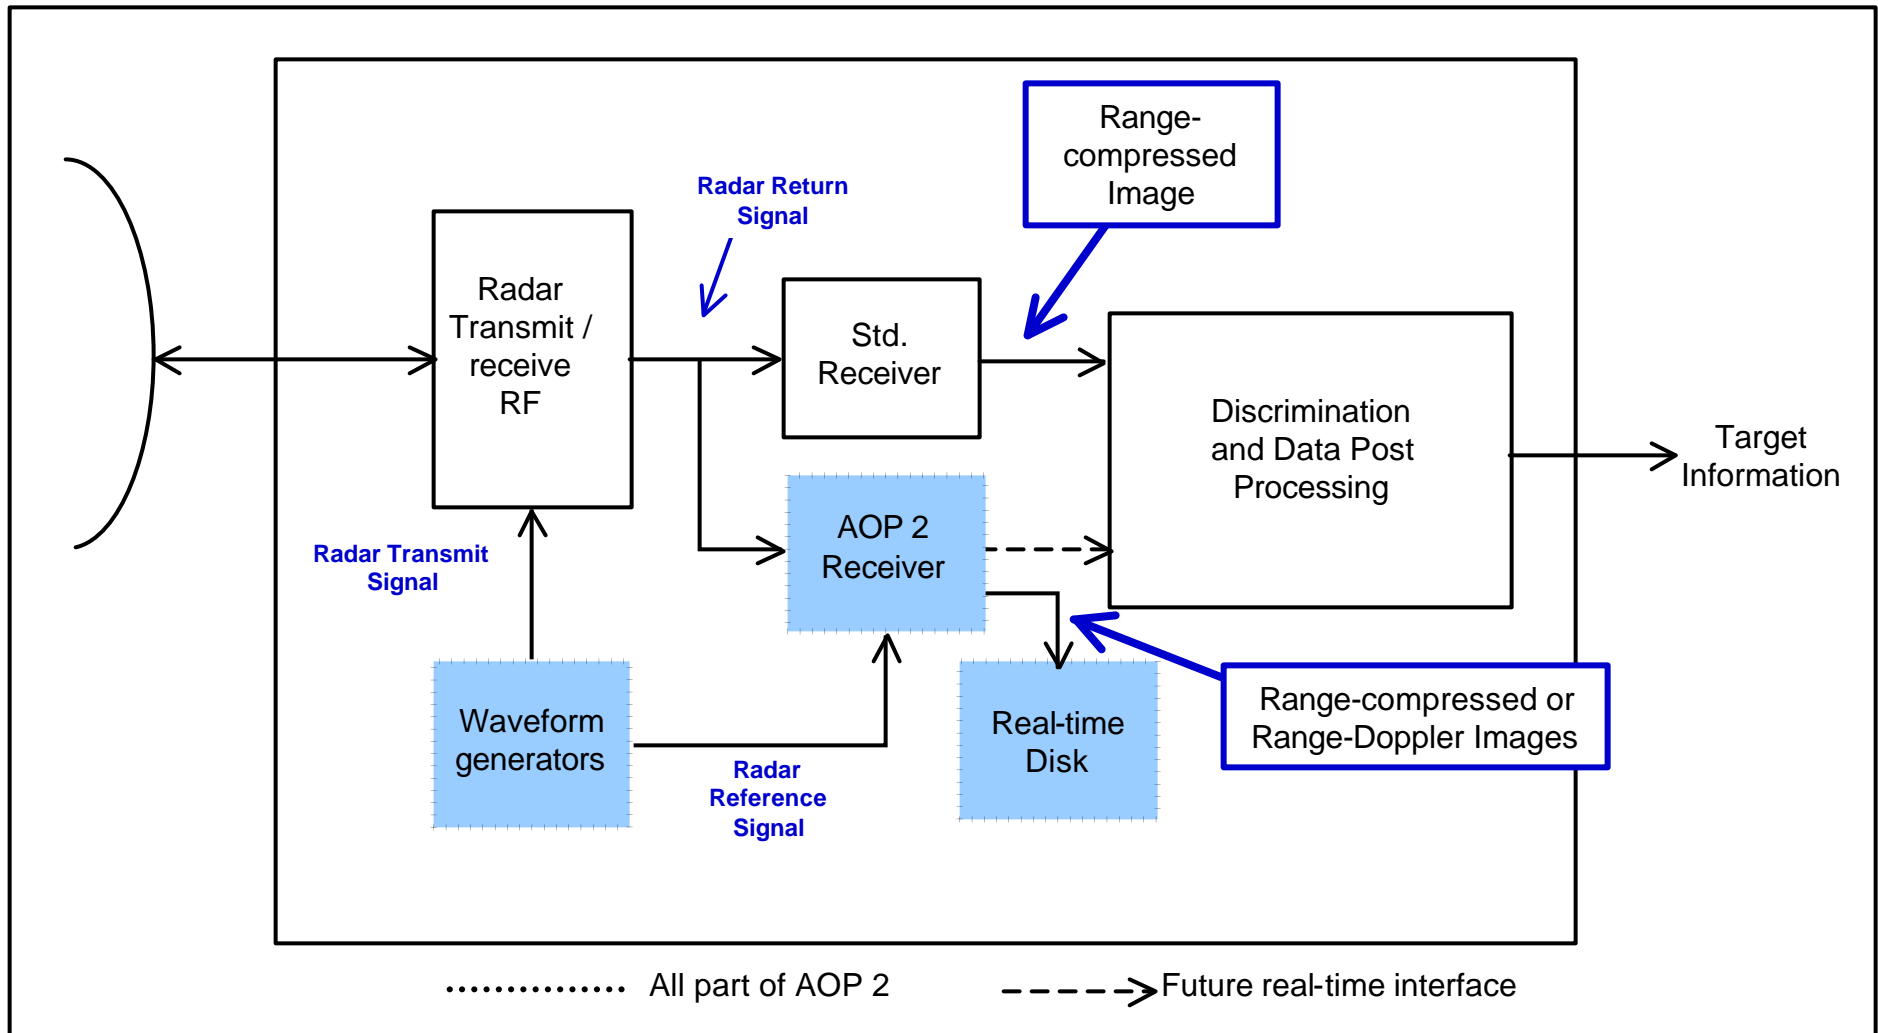 Range-
compressed
Image
Radar Return
Signal
Radar
Transmit /
receive
RF
Std.
Receiver
Discrimination
and Data Post
Processing
Target
Information
AOP 2
Receiver
Radar Transmit
Signal
Waveform
generators
Radar
Reference
Signal
Real-time
Disk
Range-compressed or
Range-Doppler Images
All part of AOP 2
Future real-time interface